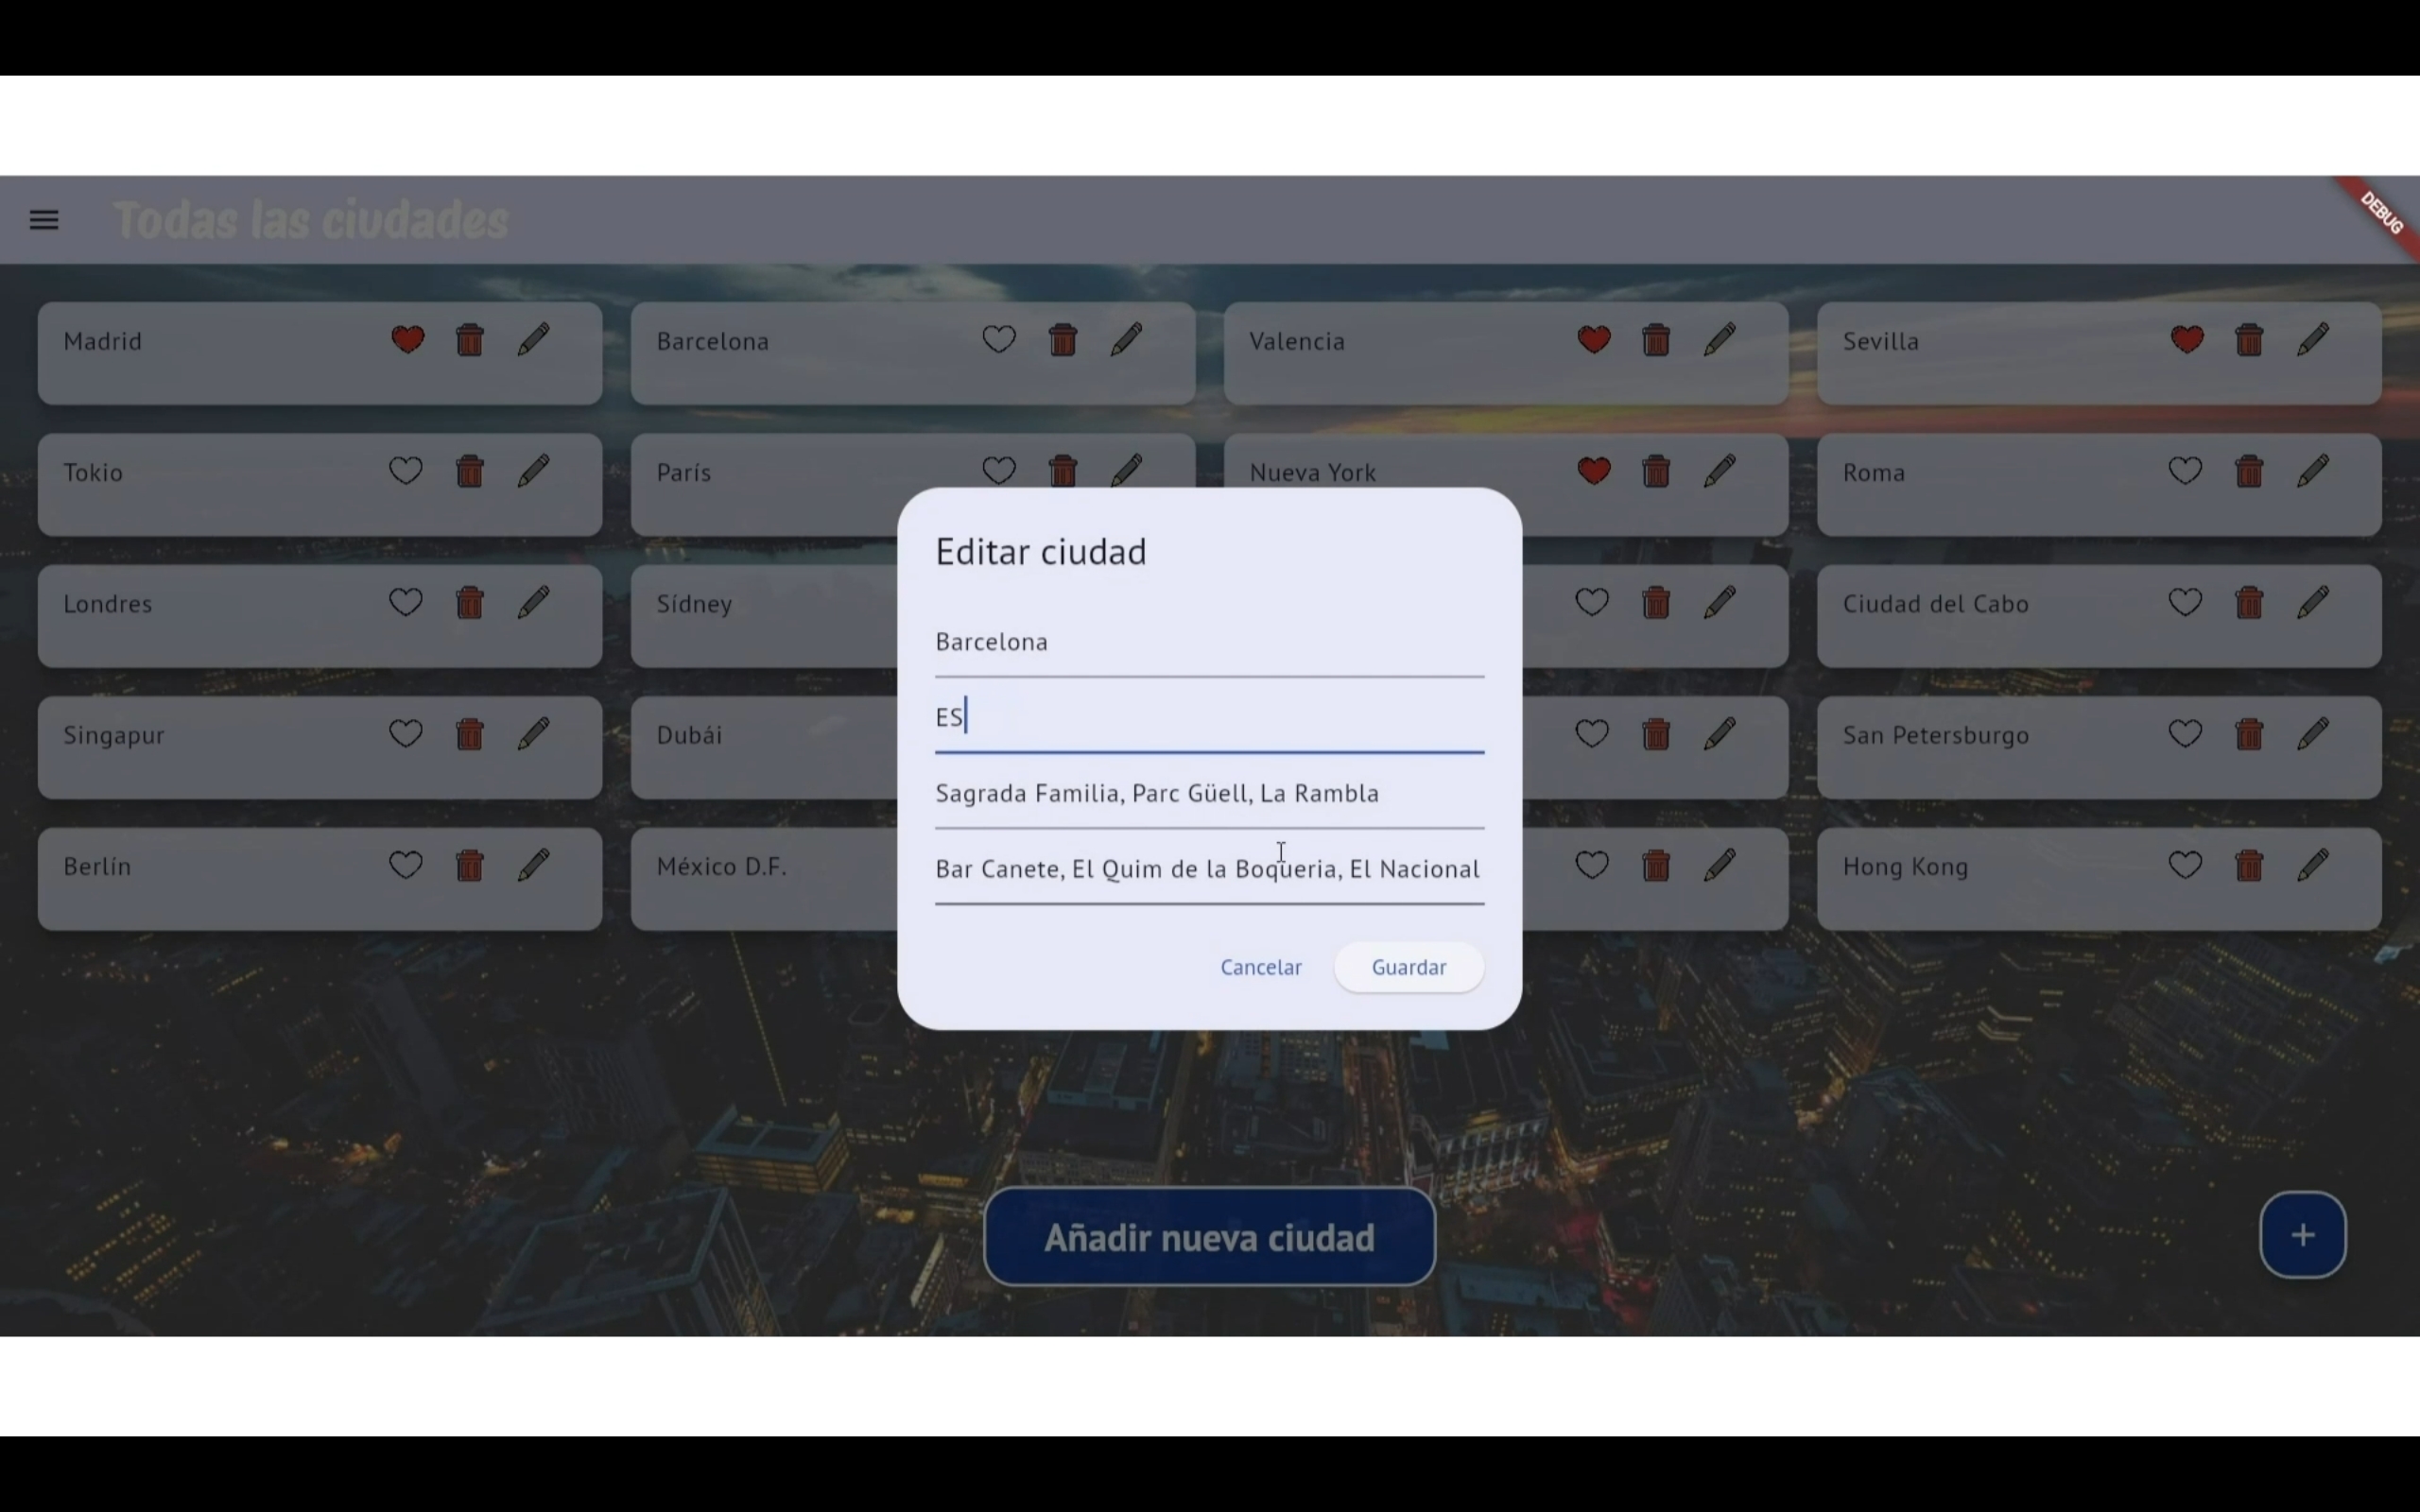 Todas las ciudades
DEBUG
Madrid
Barcelona
Valencia
Sevilla
Tokio
París
Nueva York
Roma
Londres
Sídney
Ciudad del Cabo
Singapur
Dubái
San Petersburgo
Berlín
México D.F.
Hong Kong
Editar ciudad
Barcelona
ES
Sagrada Familia, Parc Güell, La Rambla
Bar Canete, El Quim de la Boqueria, El Nacional
Cancelar
Guardar
Añadir nueva ciudad
+